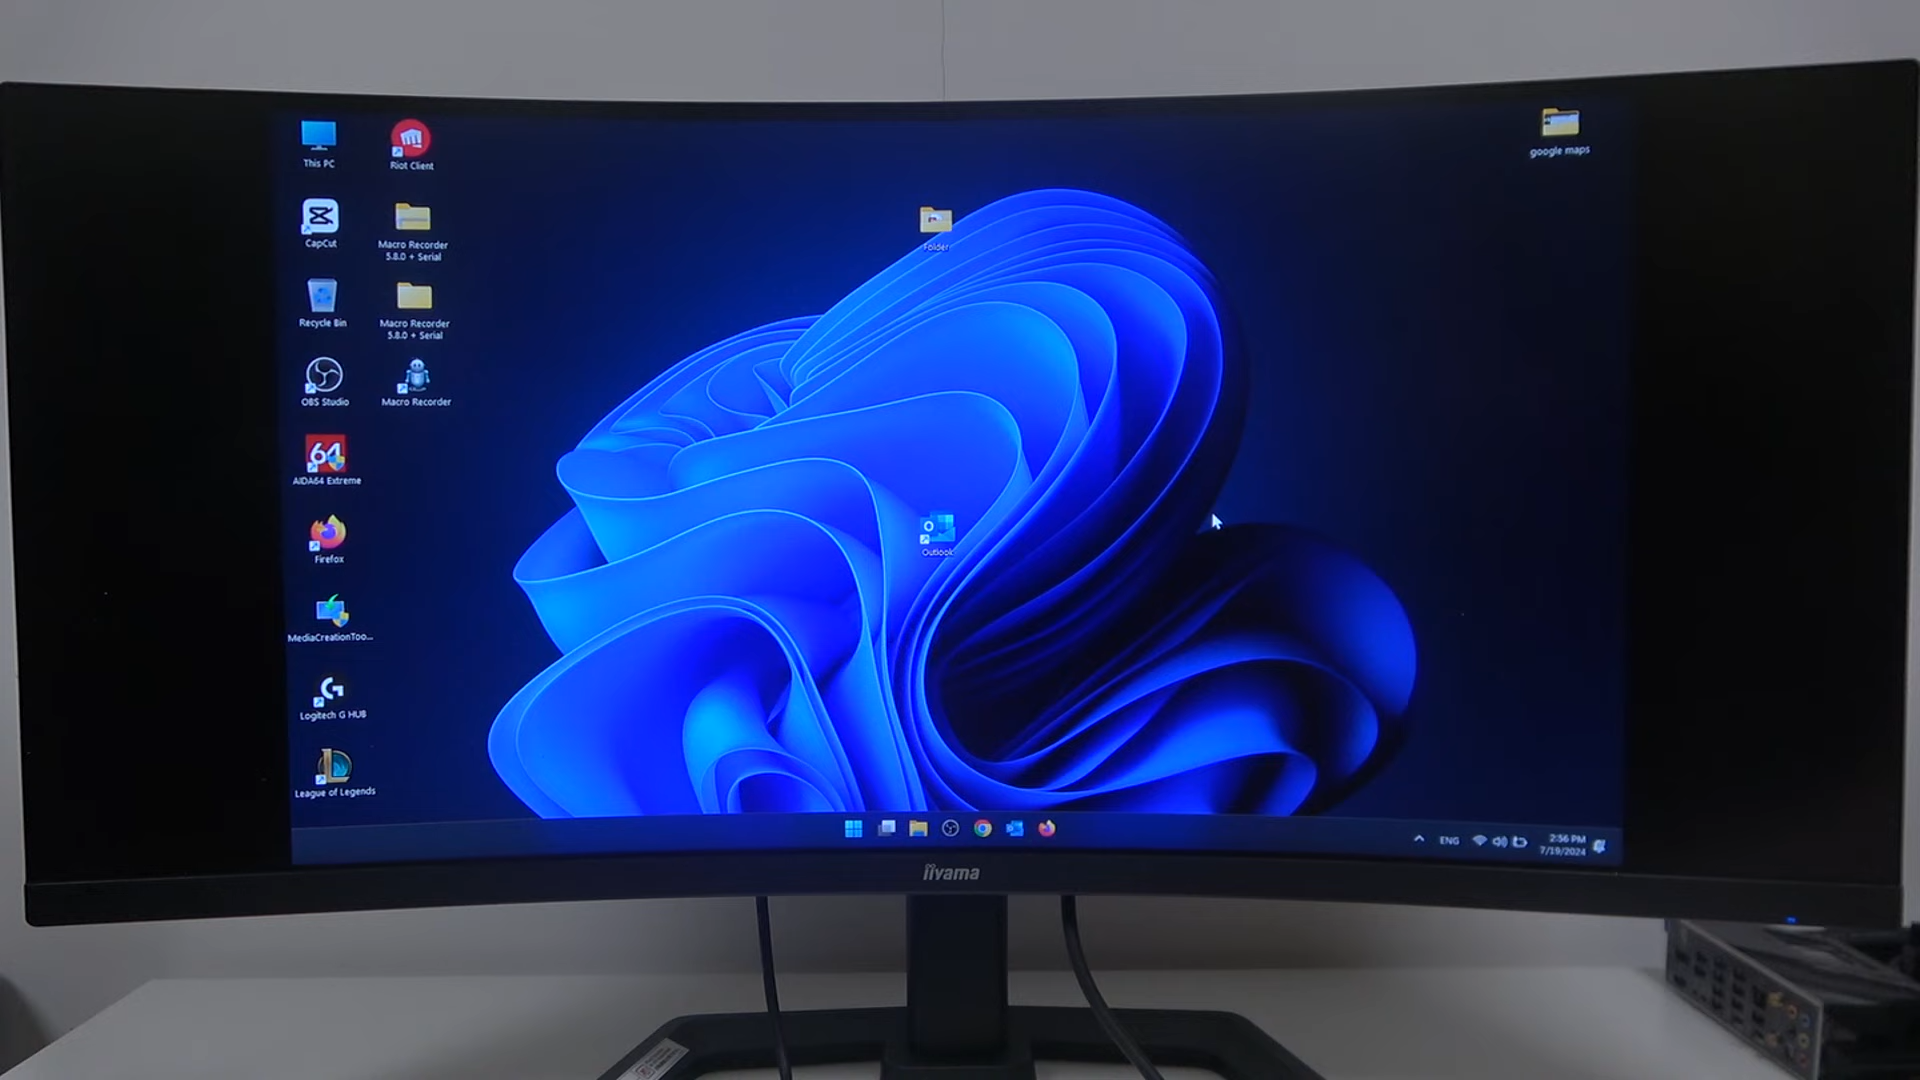 This PC
Riot Client
google maps
CapCut
Macro Recorder
5.8.0 + Serial
Folder
Recycle Bin
Macro Recorder
5.8.0 + Serial
OBS Studio
Macro Recorder
64
AIDA64 Extreme
Firefox
Outlook
MediaCreationToo...
Logitech G HUB
League of Legends
ENG
2:56 PM
7/19/2024
iiyama